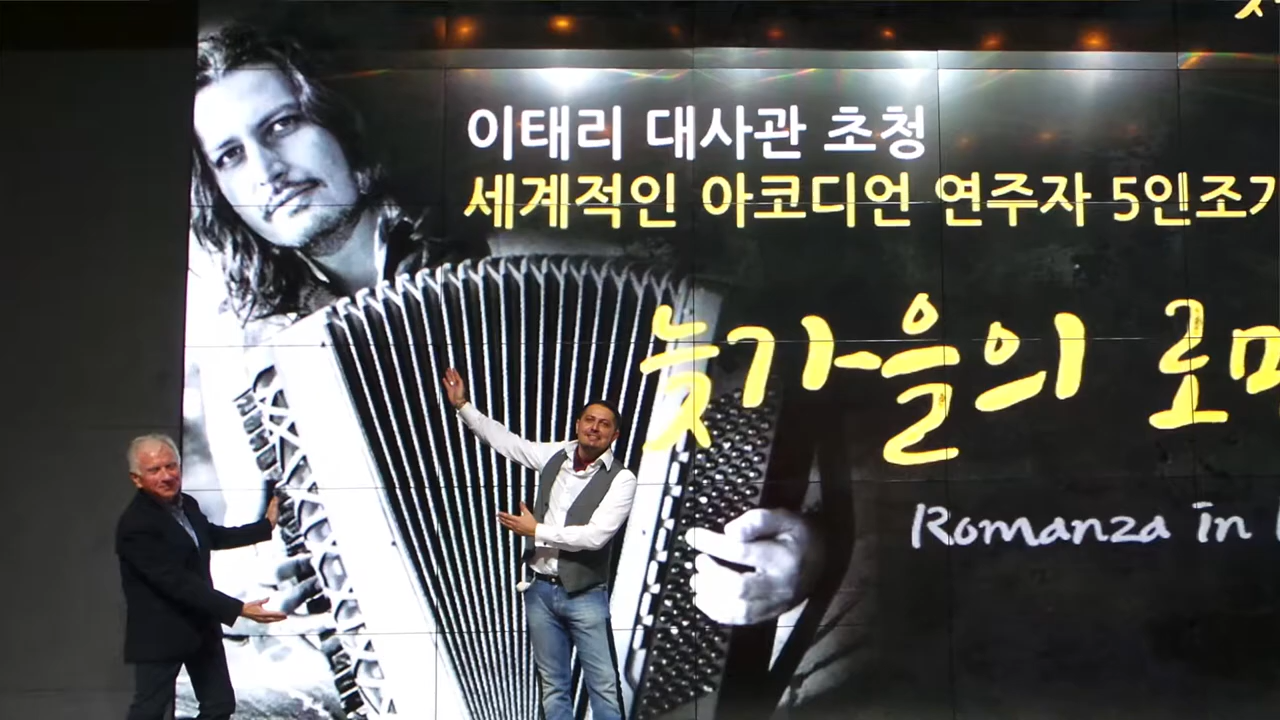 이태리 대사관 초청
세계적인 아코디언 연주자 5인조
늦가을의 로
Romanza in